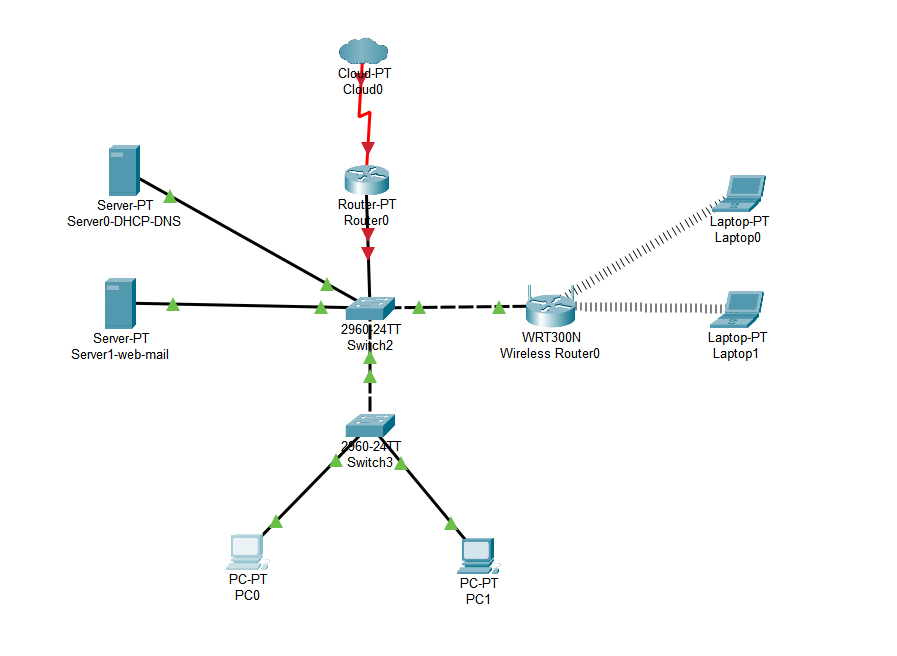 Cloud-PT
Cloud0
Server-PT
Server0-DHCP-DNS
Router-PT
Router0
Laptop-PT
Laptop0
Server-PT
Server1-web-mail
2960-24TT
Switch2
WRT300N
Wireless Router0
Laptop-PT
Laptop1
2960-24TT
Switch3
PC-PT
PC0
PC-PT
PC1